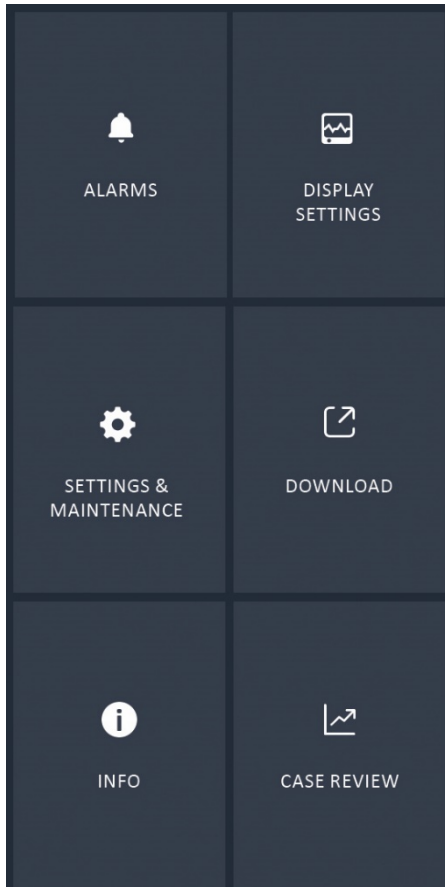 ALARMS
DISPLAY
SETTINGS
SETTINGS &
MAINTENANCE
DOWNLOAD
INFO
CASE REVIEW